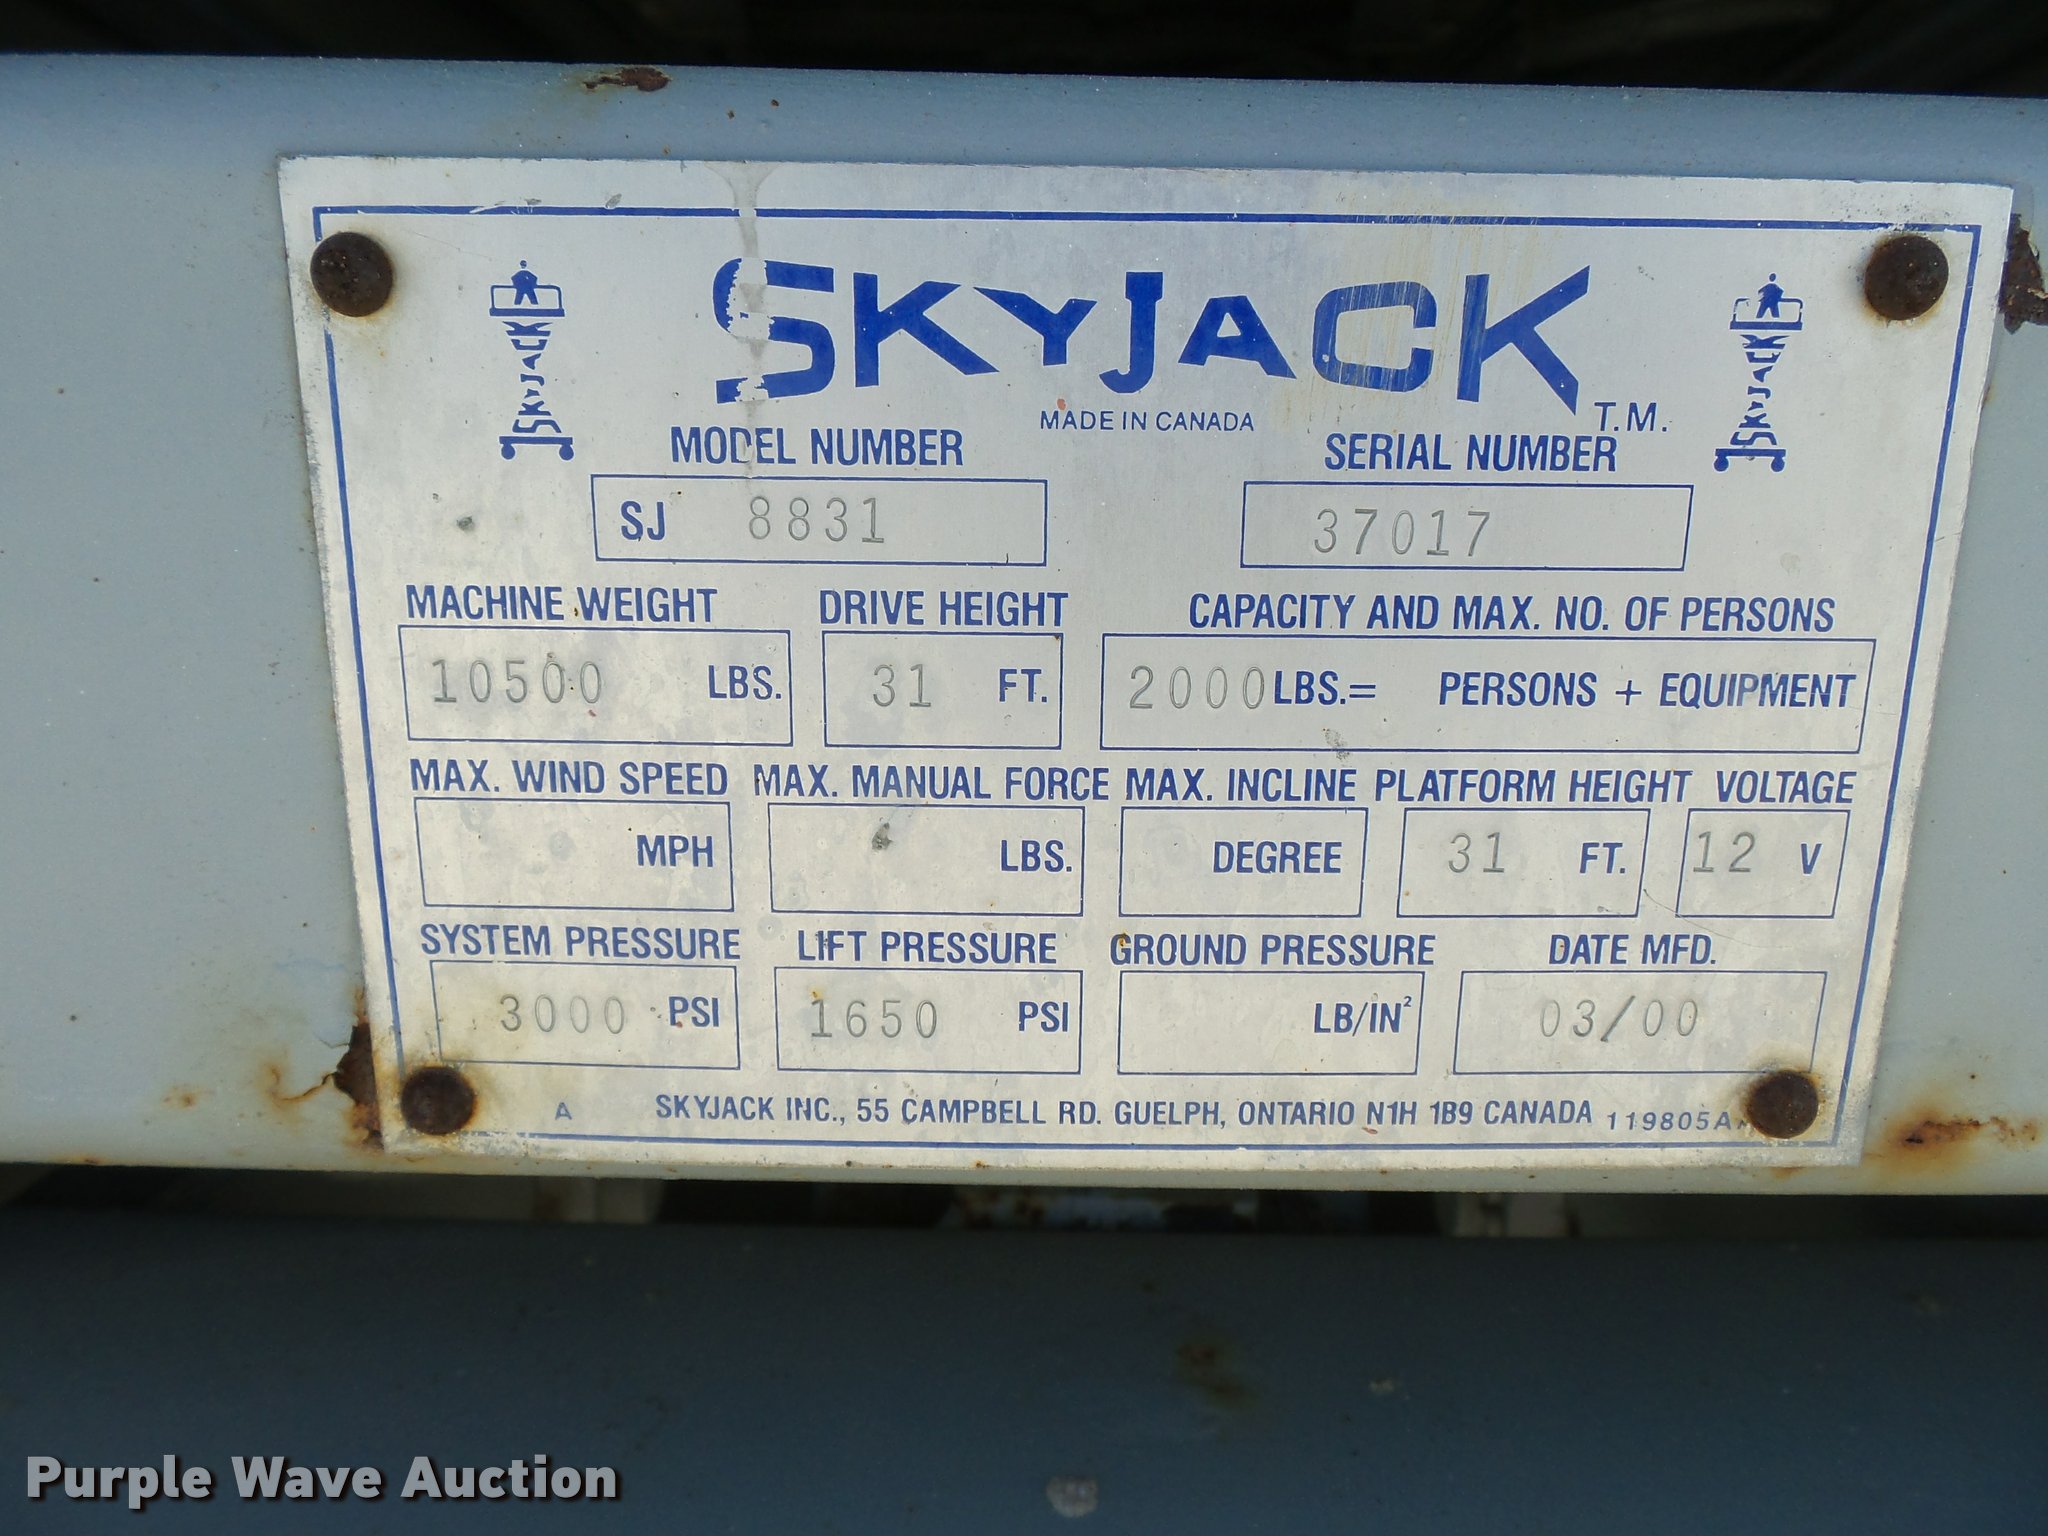 SKYJACK
T.M.
MADE IN CANADA
SKYJACK
SKYJACK
MODEL NUMBER SERIAL NUMBER
SJ 8831 37017
MACHINE WEIGHT DRIVE HEIGHT CAPACITY AND MAX. NO. OF PERSONS
10500 LBS. 31 FT. 2000 LBS.= PERSONS + EQUIPMENT
MAX. WIND SPEED MAX. MANUAL FORCE MAX. INCLINE PLATFORM HEIGHT VOLTAGE
MPH LBS. DEGREE 31 FT. 12 V
SYSTEM PRESSURE LIFT PRESSURE GROUND PRESSURE DATE MFD.
3000 PSI 1650 PSI LB/IN² 03/00
A SKYJACK INC., 55 CAMPBELL RD. GUELPH, ONTARIO N1H 1B9 CANADA
Purple Wave Auction